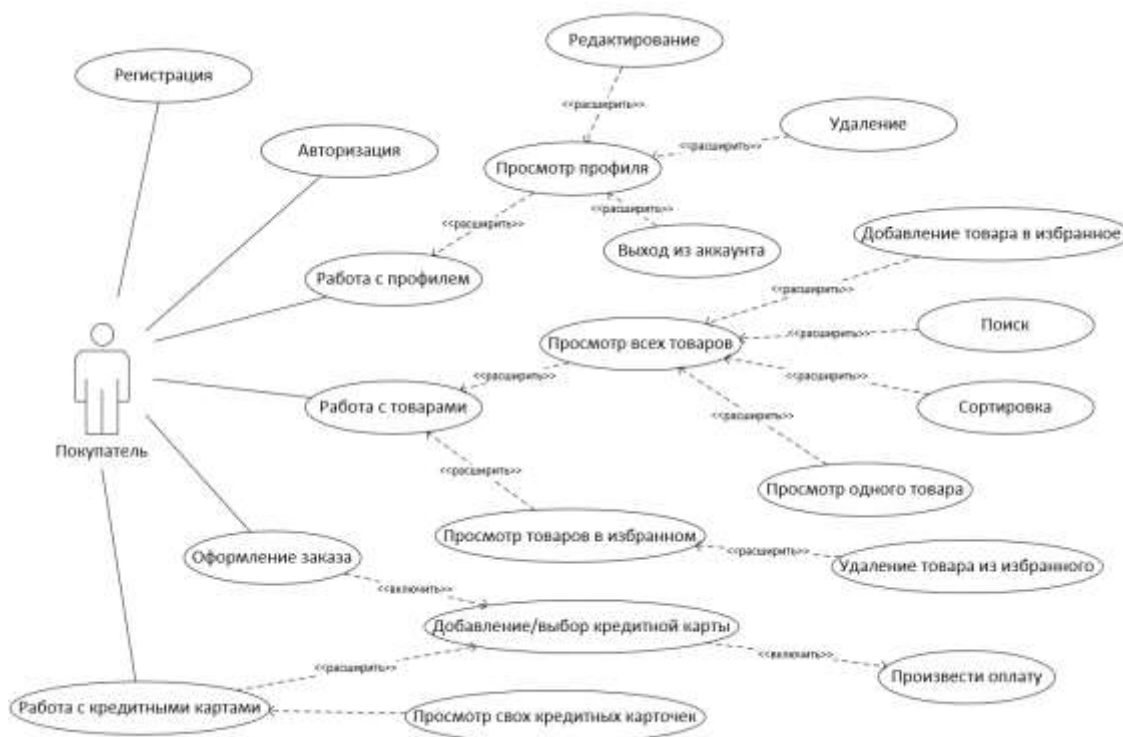 Редактирование
Регистрация
<<расширить>>
Удаление
Авторизация
<<расширить>>
Просмотр профиля
<<расширить>>
<<расширить>>
Добавление товара в избранное
Выход из аккаунта
Работа с профилем
<<расширить>>
Поиск
<<расширить>>
Просмотр всех товаров
<<расширить>>
<<расширить>>
Работа с товарами
Сортировка
<<расширить>>
Покупатель
<<расширить>>
Просмотр одного товара
Просмотр товаров в избранном
Оформление заказа
<<расширить>>
Удаление товара из избранного
<<включить>>
Добавление/выбор кредитной карты
<<включить>>
<<расширить>>
Произвести оплату
Работа с кредитными картами
Просмотр свох кредитных карточек